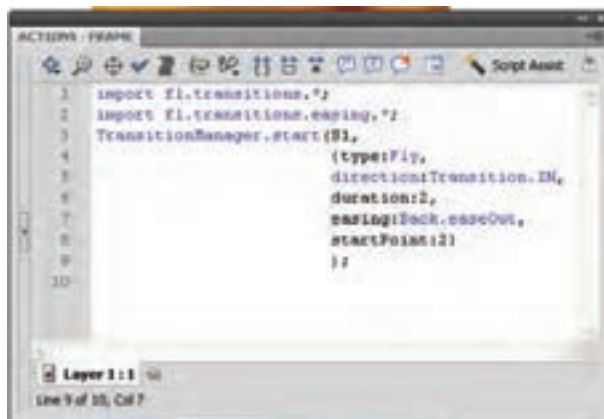 ACTIONS - FRAME
Script Assist
1 import fl.transitions.*;
2 import fl.transitions.easing.*;
3 TransitionManager.start(S1,
4 {type:Fly,
5 direction:Transition.IN,
6 duration:2,
7 easing:Back.easeOut,
8 startPoint:2}
9 );
10
Layer 1 : 1
Line 9 of 10, Col 7